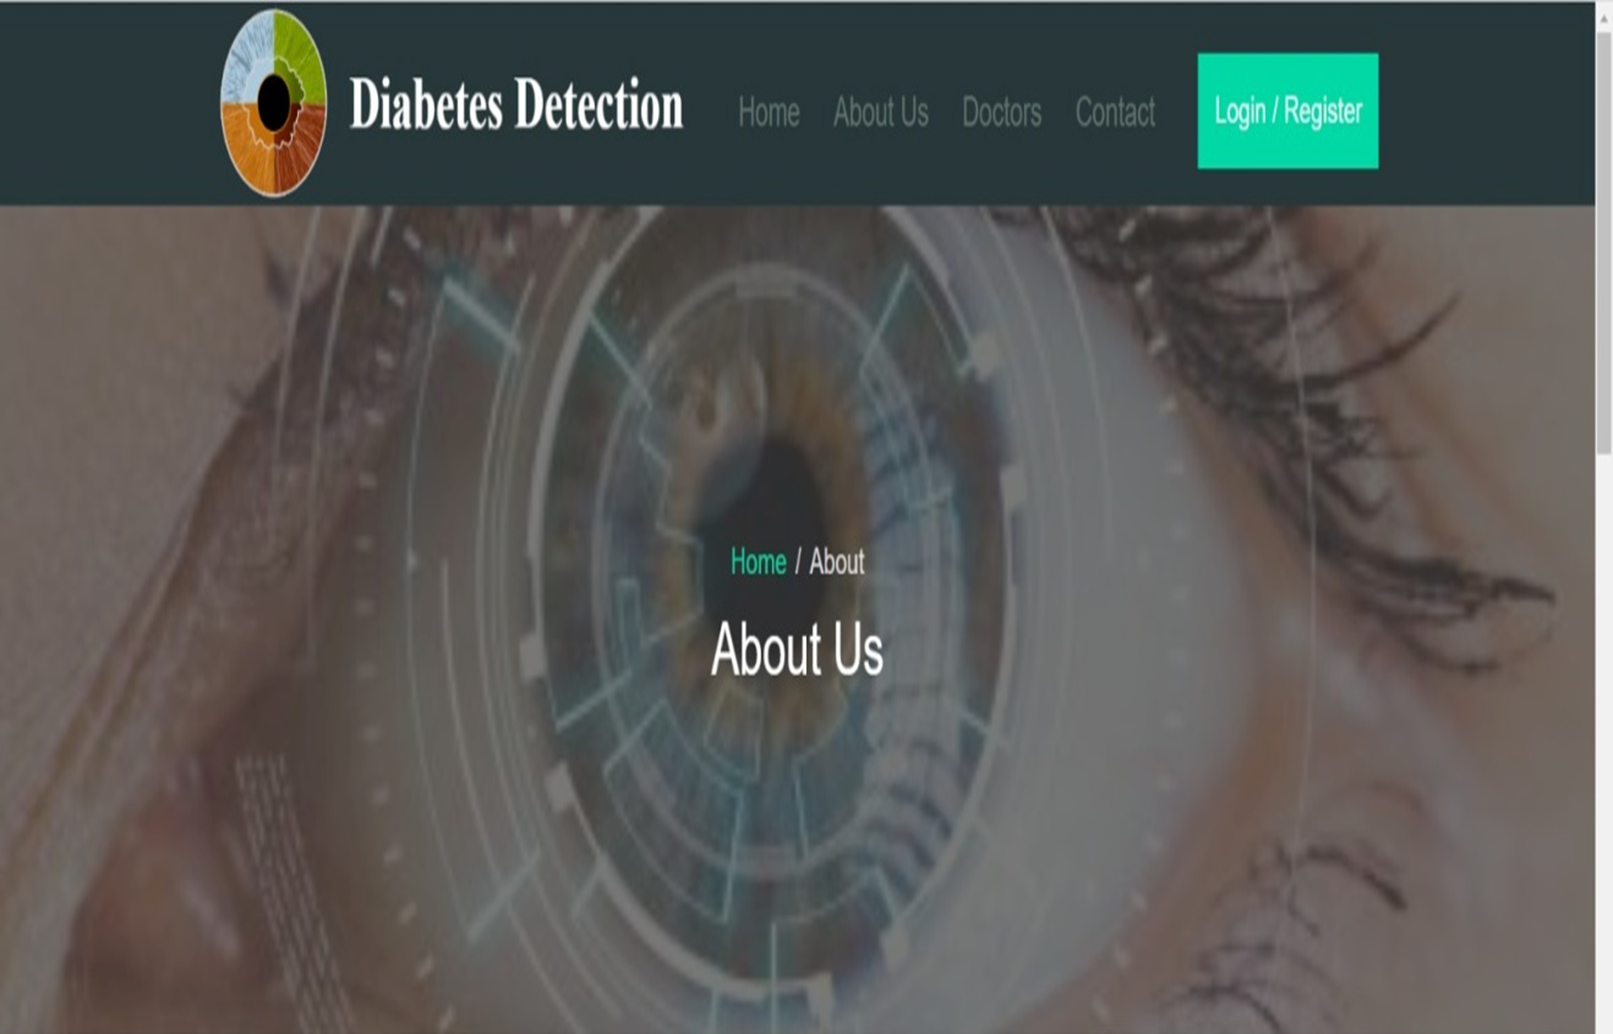 Diabetes Detection
Home
About Us
Doctors
Contact
Login / Register
Home / About
About Us